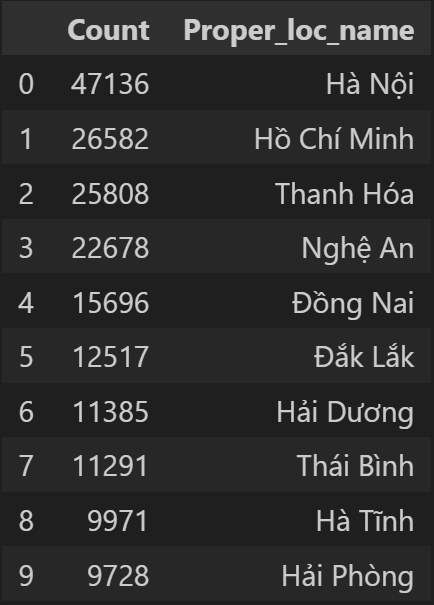 Count Proper_loc_name
0 47136 Hà Nội
1 26582 Hồ Chí Minh
2 25808 Thanh Hóa
3 22678 Nghệ An
4 15696 Đồng Nai
5 12517 Đắk Lắk
6 11385 Hải Dương
7 11291 Thái Bình
8 9971 Hà Tĩnh
9 9728 Hải Phòng